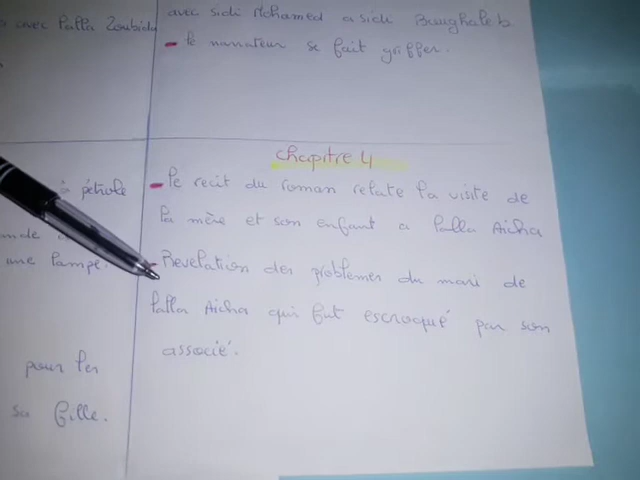 avec Lalla Zoubida
à pétrole
une lampe.
pour les
sa fille.
avec sidi Mohamed a sidi Boughaleb
- le narrateur se fait griffer.
Chapitre 4
- le recit du roman relate la visite de
la mère et son enfant a Lalla Aicha
- Revelation des problemes du mari de
Lalla Aicha qui fut escroqué par son
associé.